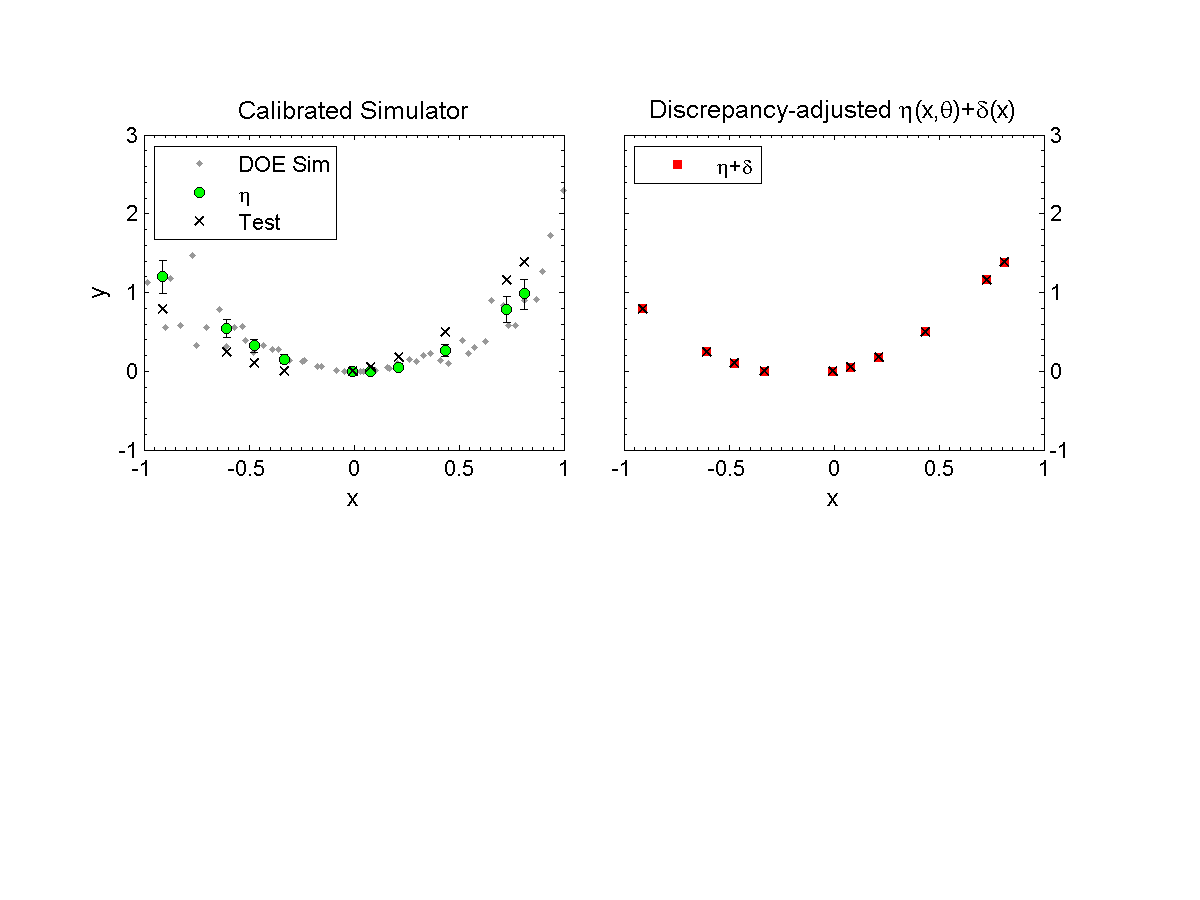 Calibrated Simulator
3
2
1
0
-1
y
DOE Sim
η
Test
-1
-0.5
0
0.5
1
x
Discrepancy-adjusted η(x,θ)+δ(x)
η+δ
3
2
1
0
-1
-1
-0.5
0
0.5
1
x